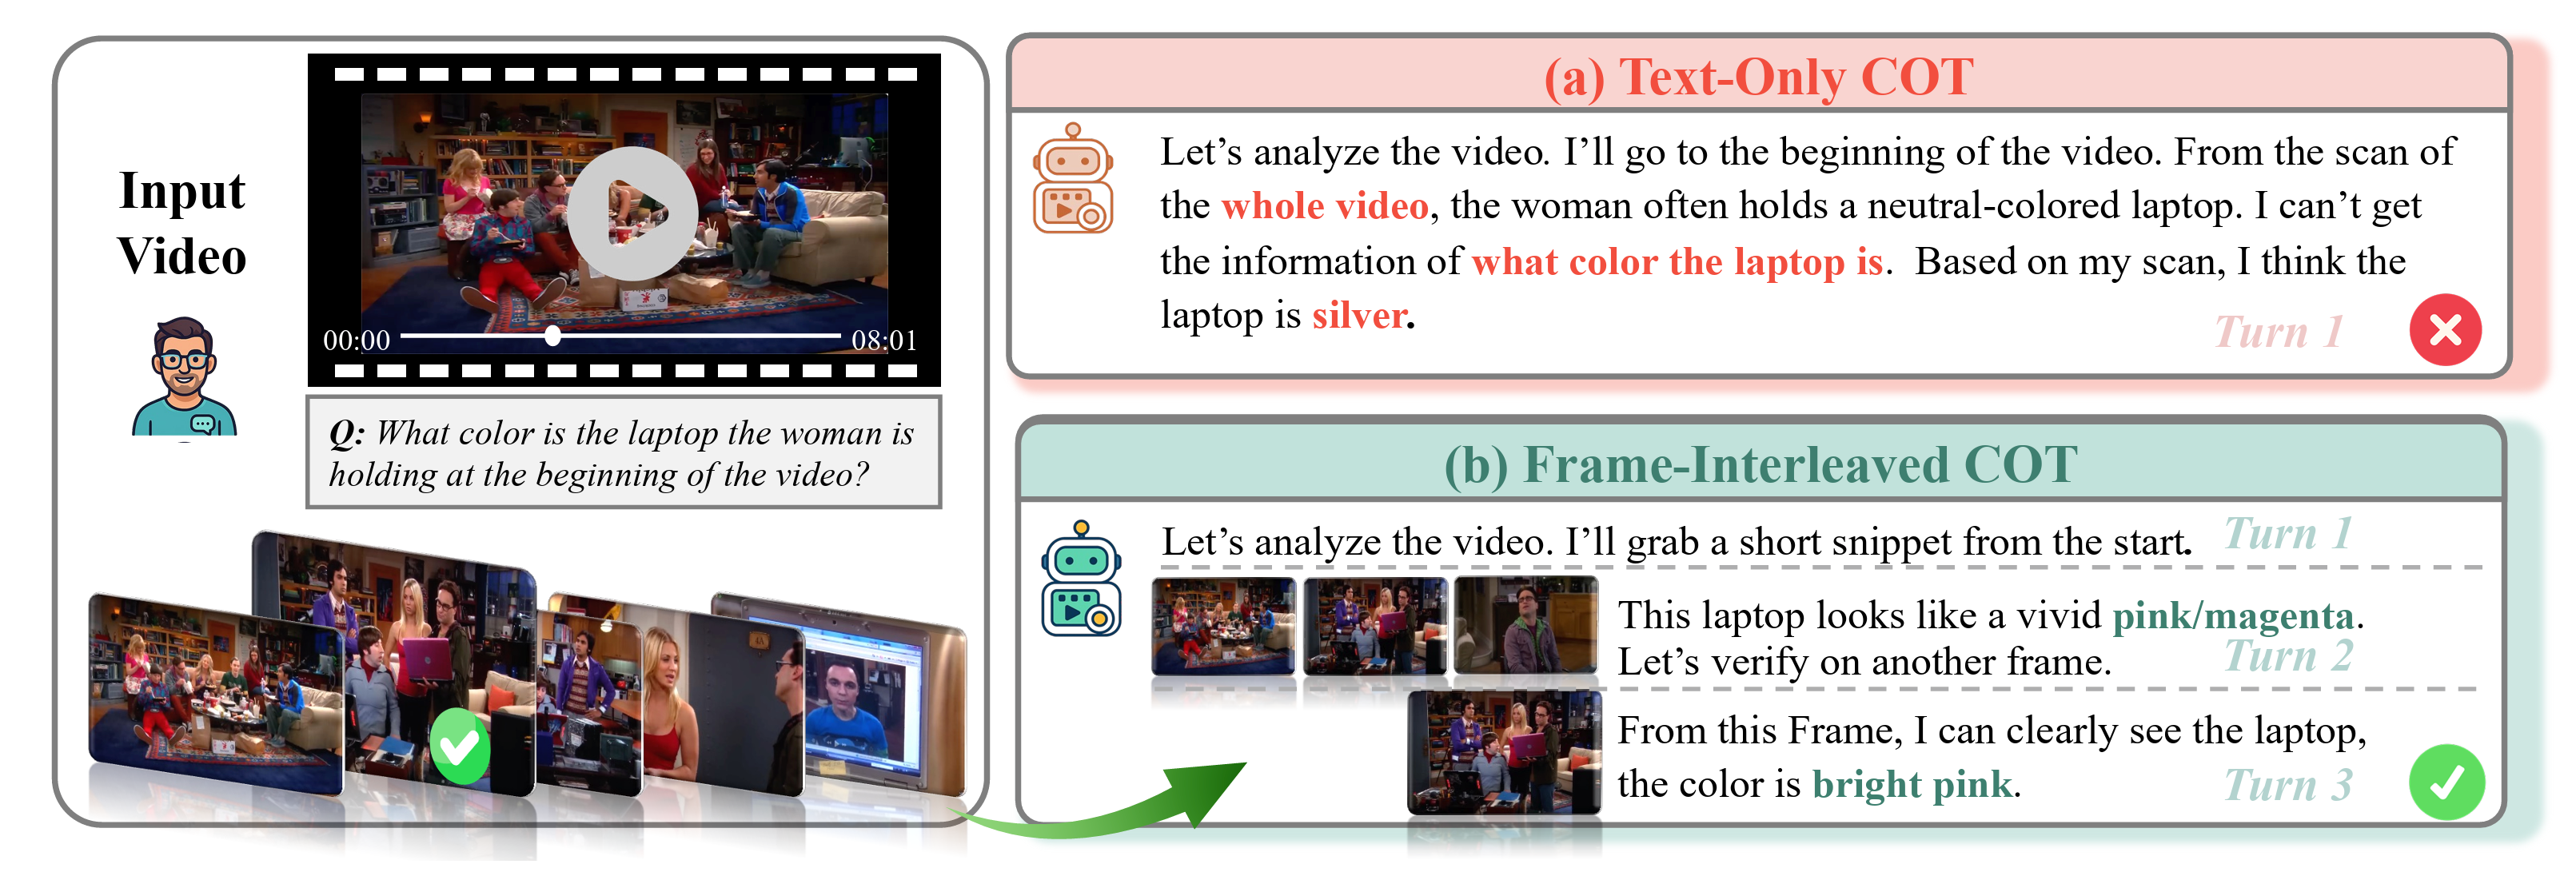 Input
Video
00:00
08:01
Q: What color is the laptop the woman is
holding at the beginning of the video?
(a) Text-Only COT
Let’s analyze the video. I’ll go to the beginning of the video. From the scan of
the whole video, the woman often holds a neutral-colored laptop. I can’t get
the information of what color the laptop is.  Based on my scan, I think the
laptop is silver.
Turn 1
(b) Frame-Interleaved COT
Let’s analyze the video. I’ll grab a short snippet from the start.
Turn 1
This laptop looks like a vivid pink/magenta.
Let’s verify on another frame.
Turn 2
From this Frame, I can clearly see the laptop,
the color is bright pink.
Turn 3